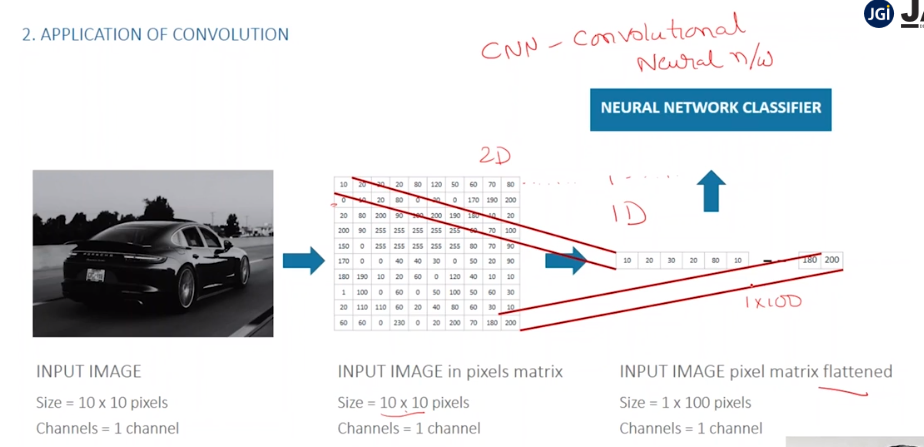 JGi JA
2. APPLICATION OF CONVOLUTION
CNN - Convolutional
Neural n/w
NEURAL NETWORK CLASSIFIER
2D
1D
10 20 80 120 50 60 70 80
0 20 80 0 0 170 190 200
20 80 200 90 200 190 10 20
200 90 255 255 255 255 255 70 100
150 0 255 255 255 255 255 80 70 90
170 0 0 40 40 30 0 50 20 90
180 190 10 20 60 0 120 40 10 10
1 100 0 60 0 50 100 50 60 30
20 110 110 60 20 40 80 60 30 10
60 60 0 230 0 20 200 70 180 200
10 20 30 20 80 10 180 200
1x100
INPUT IMAGE
Size = 10 x 10 pixels
Channels = 1 channel
INPUT IMAGE in pixels matrix
Size = 10 x 10 pixels
Channels = 1 channel
INPUT IMAGE pixel matrix flattened
Size = 1 x 100 pixels
Channels = 1 channel